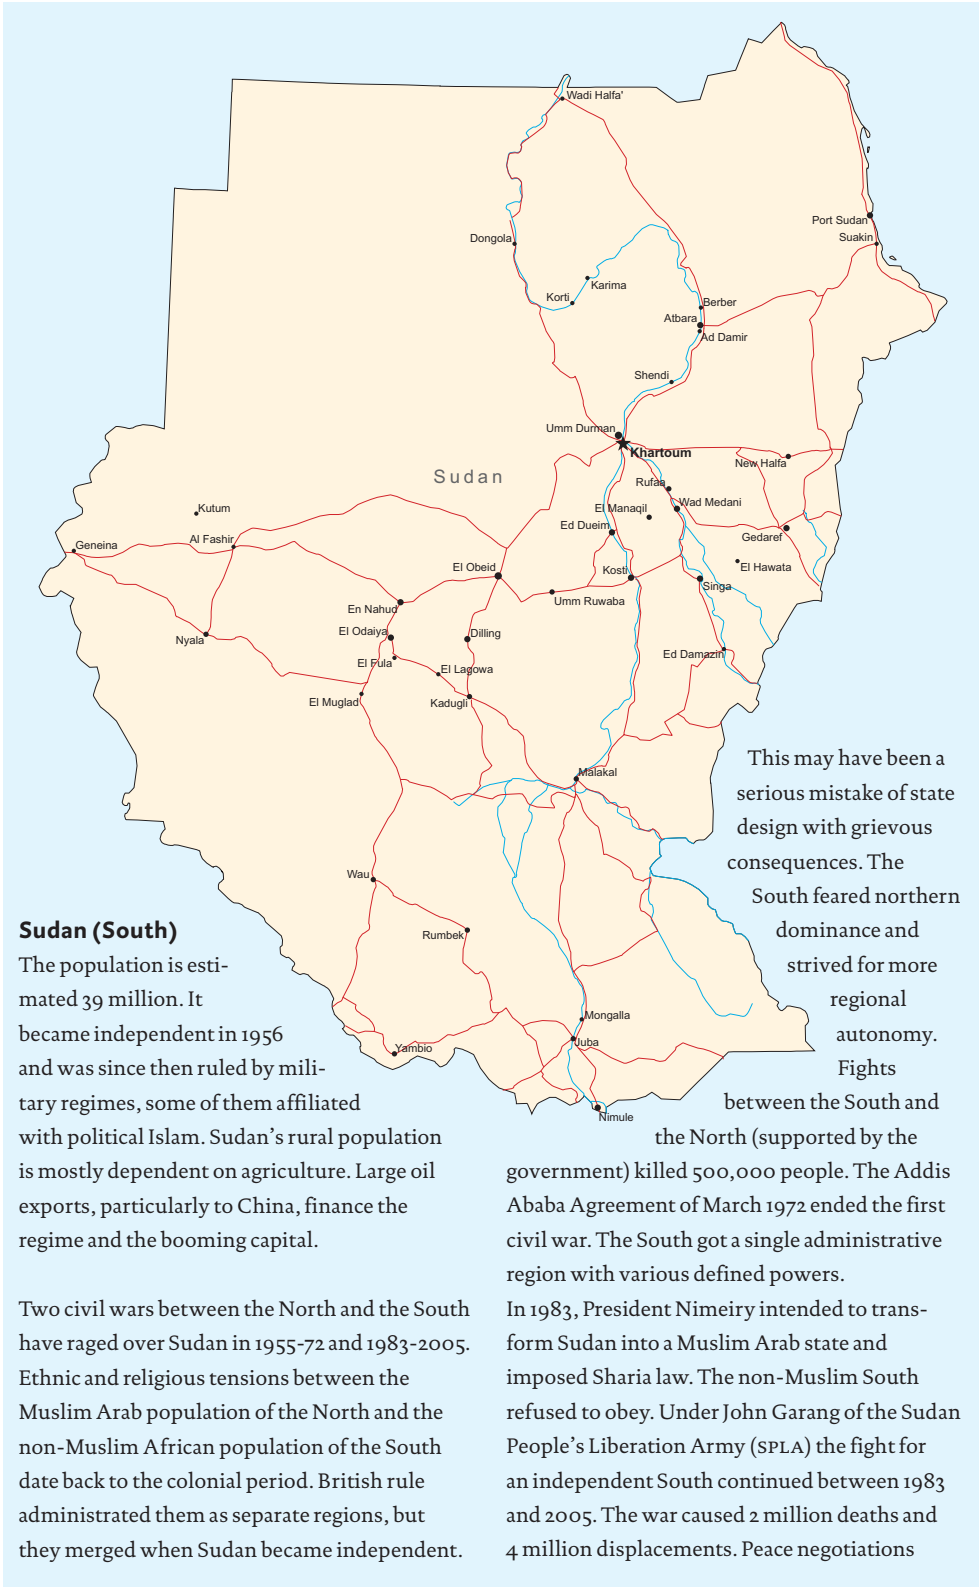 Wadi Halfa'
Port Sudan
Suakin
Dongola
Karima
Korti
Berber
Atbara
Ad Damir
Shendi
Umm Durman
Khartoum
New Halfa
Sudan
Rufaa
Wad Medani
Kutum
El Manaqil
Ed Dueim
Gedaref
Al Fashir
Geneina
El Obeid
Kosti
El Hawata
Singa
En Nahud
Umm Ruwaba
El Odaiya
Dilling
Nyala
Ed Damazin
El Fula
El Lagowa
El Muglad
Kadugli
Malakal
Wau
Rumbek
Mongalla
Juba
Yambio
Nimule
Sudan (South)
The population is esti-
mated 39 million. It
became independent in 1956
and was since then ruled by mili-
tary regimes, some of them affiliated
with political Islam. Sudan's rural population
is mostly dependent on agriculture. Large oil
exports, particularly to China, finance the
regime and the booming capital.
Two civil wars between the North and the South
have raged over Sudan in 1955-72 and 1983-2005.
Ethnic and religious tensions between the
Muslim Arab population of the North and the
non-Muslim African population of the South
date back to the colonial period. British rule
administrated them as separate regions, but
they merged when Sudan became independent.
This may have been a
serious mistake of state
design with grievous
consequences. The
South feared northern
dominance and
strived for more
regional
autonomy.
Fights
between the South and
the North (supported by the
government) killed 500,000 people. The Addis
Ababa Agreement of March 1972 ended the first
civil war. The South got a single administrative
region with various defined powers.
In 1983, President Nimeiry intended to trans-
form Sudan into a Muslim Arab state and
imposed Sharia law. The non-Muslim South
refused to obey. Under John Garang of the Sudan
People's Liberation Army (SPLA) the fight for
an independent South continued between 1983
and 2005. The war caused 2 million deaths and
4 million displacements. Peace negotiations